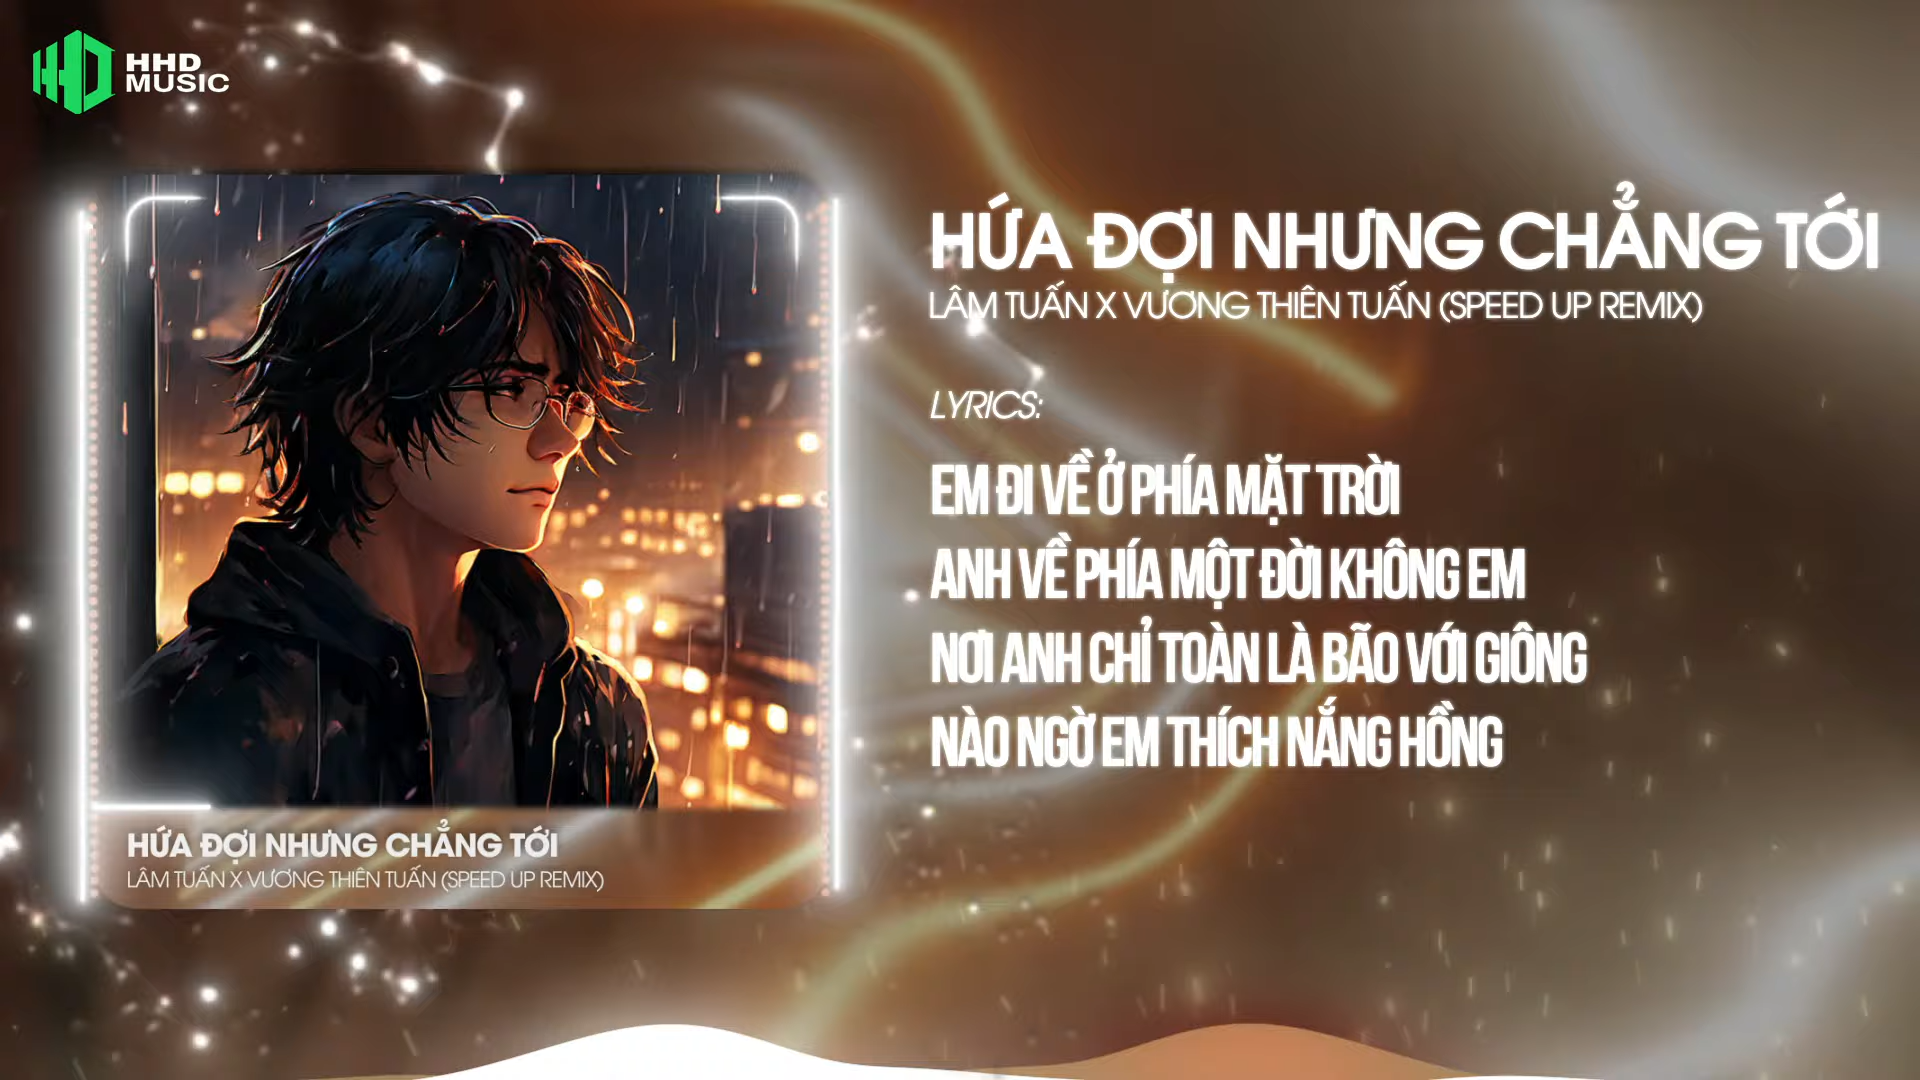 HHD
MUSIC
HỨA ĐỢI NHƯNG CHẲNG TỚI
LÂM TUẤN X VƯƠNG THIÊN TUẤN (SPEED UP REMIX)
LYRICS:
EM ĐI VỀ Ở PHÍA MẶT TRỜI
ANH VỀ PHÍA MỘT ĐỜI KHÔNG EM
NƠI ANH CHỈ TOÀN LÀ BÃO VỚI GIÔNG
NÀO NGỜ EM THÍCH NẮNG HỒNG
HỨA ĐỢI NHƯNG CHẲNG TỚI
LÂM TUẤN X VƯƠNG THIÊN TUẤN (SPEED UP REMIX)